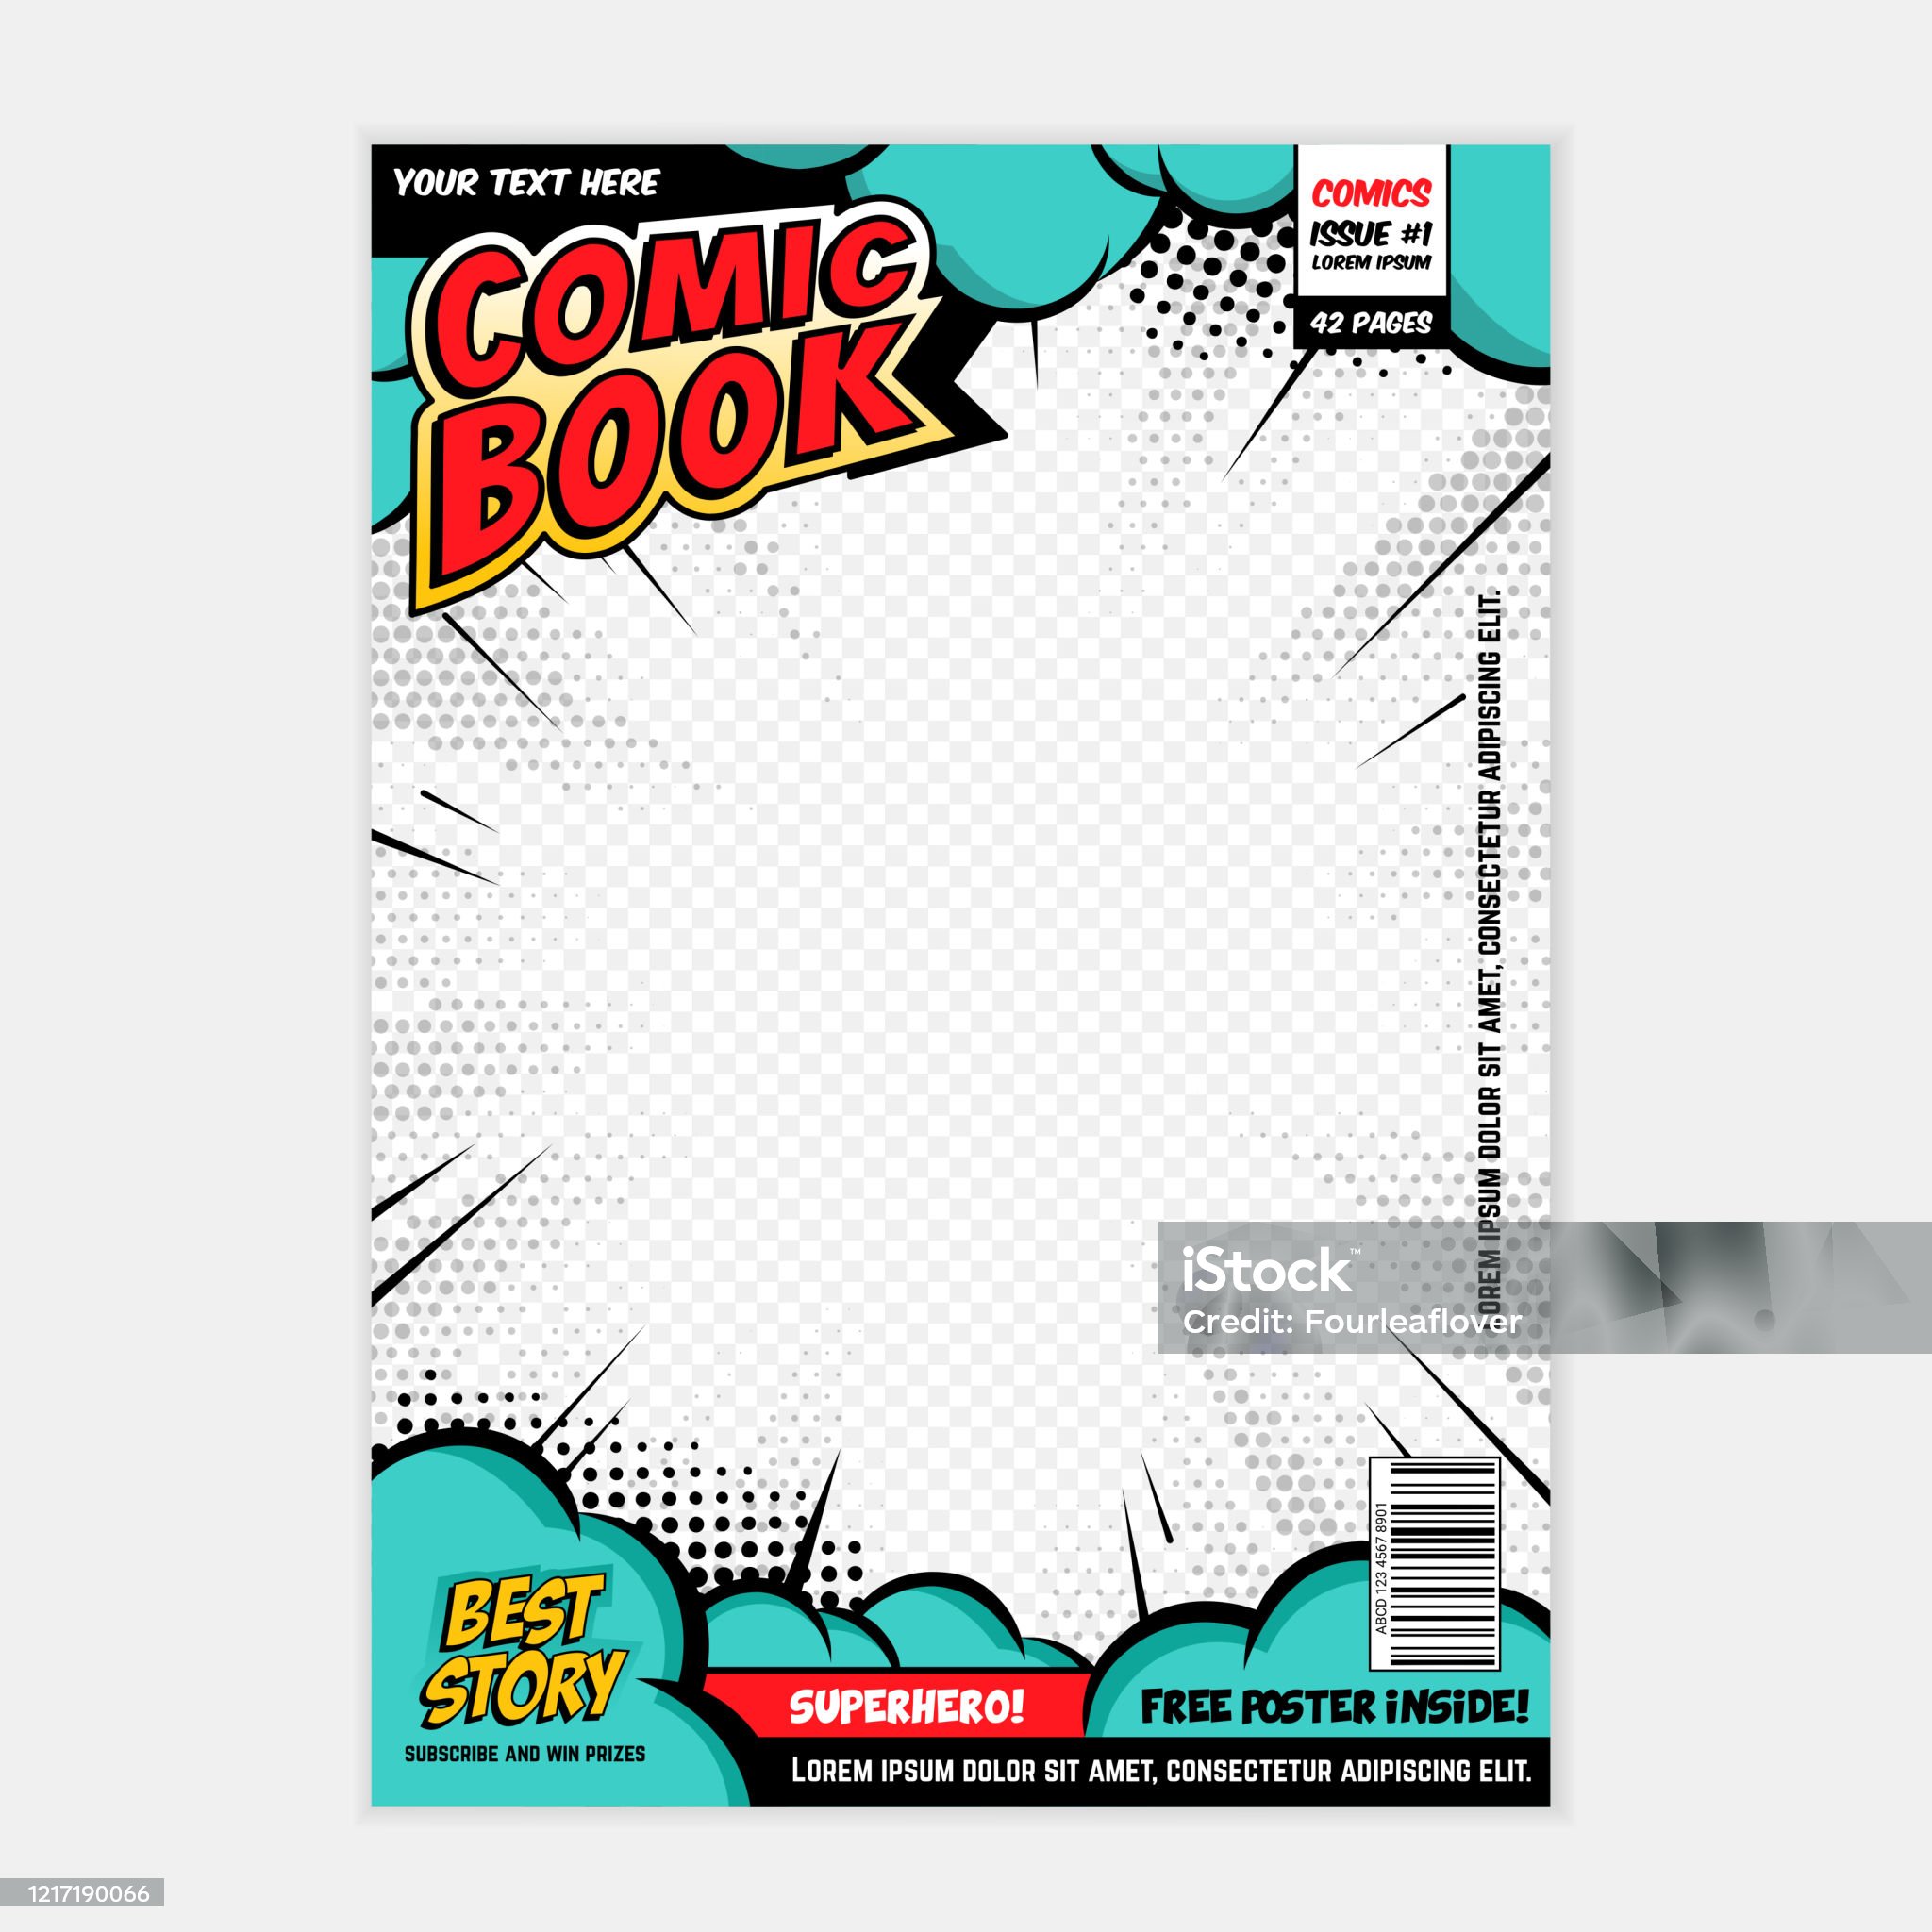 YOUR TEXT HERE
COMIC
BOOK
COMICS
ISSUE #1
LOREM IPSUM
42 PAGES
LOREM IPSUM DOLOR SIT AMET, CONSECTETUR ADIPISCING ELIT.
iStock™
Credit: Fourleaflover
ABCD 123 4567 8901
BEST
STORY
SUBSCRIBE AND WIN PRIZES
SUPERHERO!
FREE POSTER iNSiDE!
LOREM IPSUM DOLOR SIT AMET, CONSECTETUR ADIPISCING ELIT.
1217190066